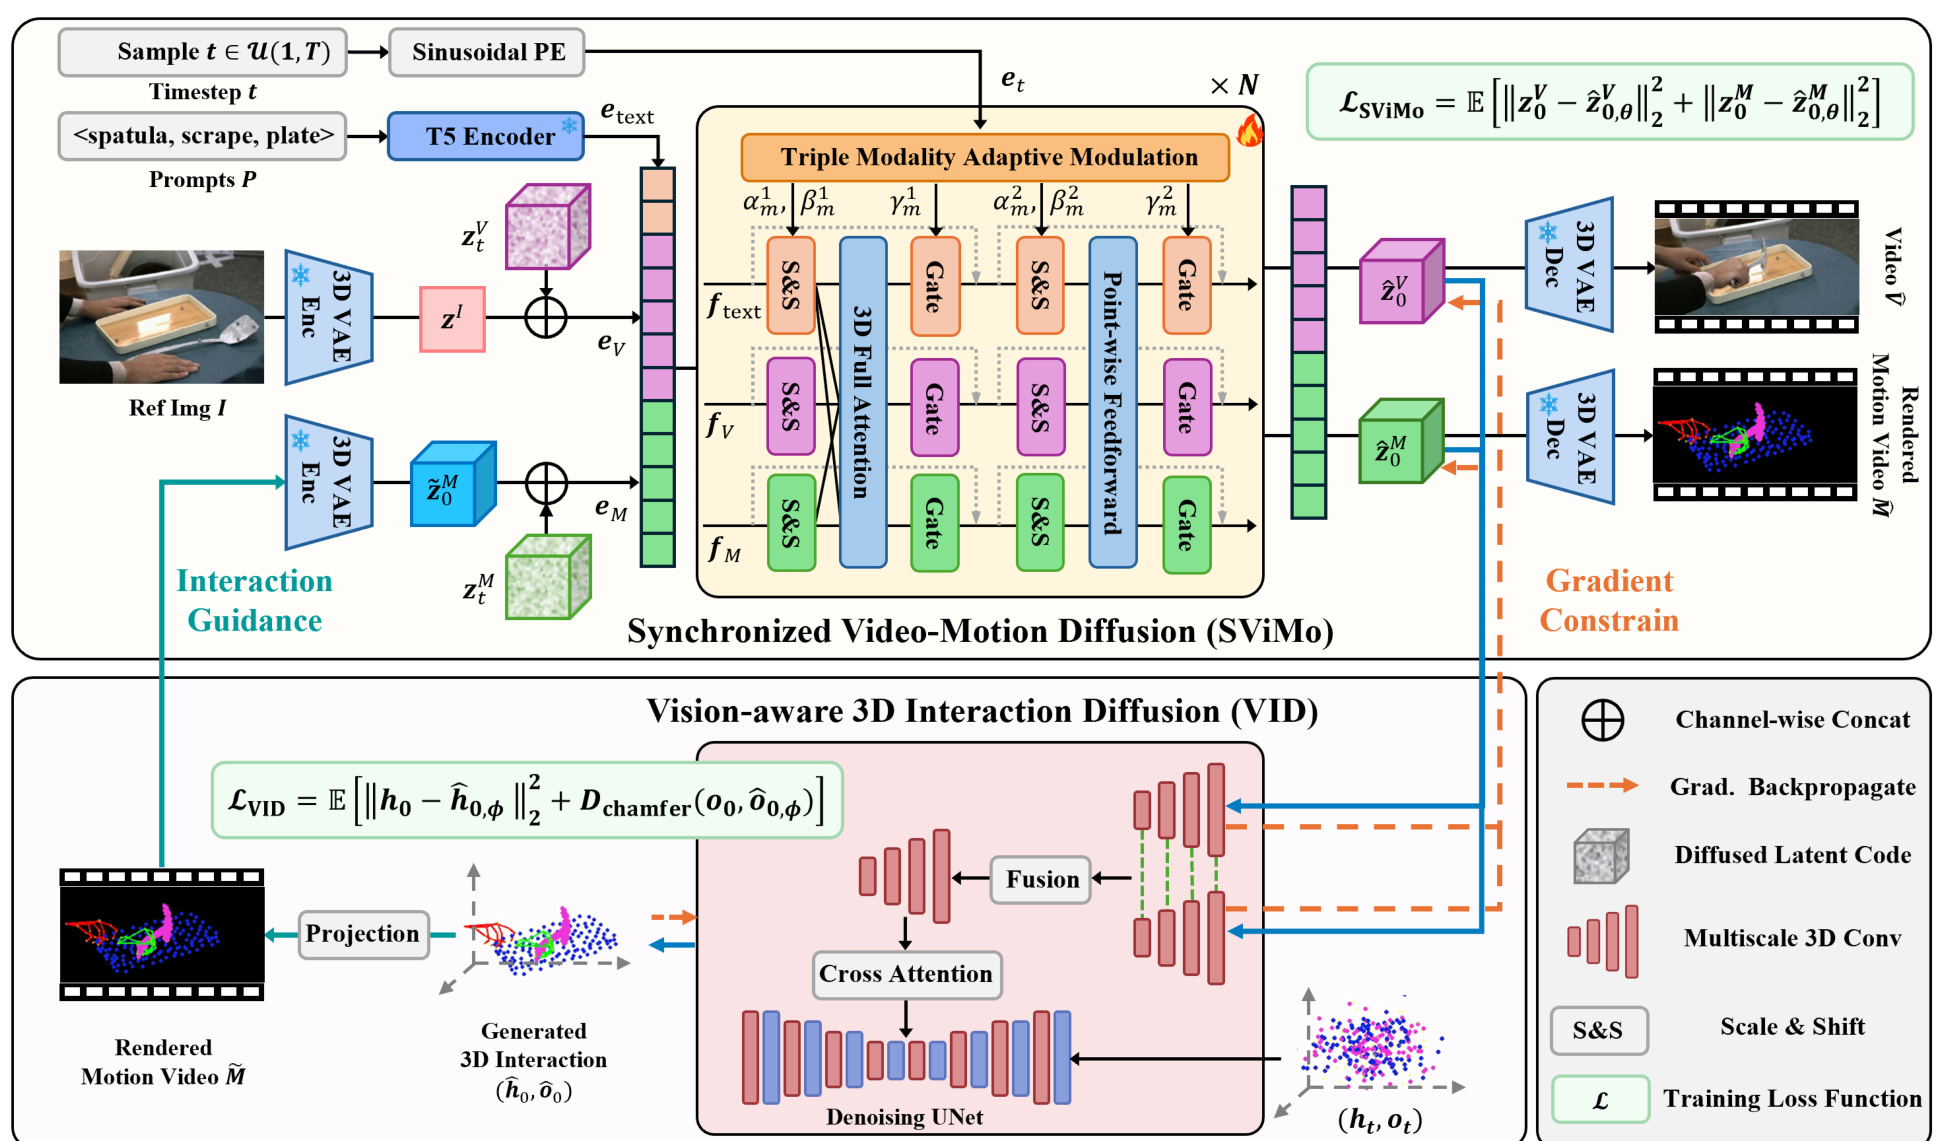 Sample t ∈ 𝒰(1, T)
Sinusoidal PE
Timestep t
e_t
× N
ℒ_SViMo = 𝔼[‖z_0^V − ẑ_{0,θ}^V‖_2^2 + ‖z_0^M − ẑ_{0,θ}^M‖_2^2]
<spatula, scrape, plate>
T5 Encoder
e_text
Prompts P
Triple Modality Adaptive Modulation
α_m^1, β_m^1
γ_m^1
α_m^2, β_m^2
γ_m^2
z_t^V
3D VAE
Enc
z^I
e_V
Ref Img I
f_text
S&S
3D Full Attention
Gate
S&S
Point-wise Feedforward
Gate
f_V
S&S
Gate
S&S
Gate
f_M
S&S
Gate
S&S
Gate
ẑ_0^V
3D VAE
Dec
Video V̂
3D VAE
Enc
z̃_0^M
e_M
z_t^M
ẑ_0^M
3D VAE
Dec
Rendered
Motion Video M̂
Interaction
Guidance
Gradient
Constrain
Synchronized Video-Motion Diffusion (SViMo)
Vision-aware 3D Interaction Diffusion (VID)
ℒ_VID = 𝔼[‖h_0 − ĥ_{0,ϕ}‖_2^2 + D_chamfer(o_0, ô_{0,ϕ})]
Fusion
Projection
Cross Attention
Rendered
Motion Video M̃
Generated
3D Interaction
(ĥ_0, ô_0)
Denoising UNet
(h_t, o_t)
Channel-wise Concat
Grad. Backpropagate
Diffused Latent Code
Multiscale 3D Conv
S&S
Scale & Shift
ℒ
Training Loss Function